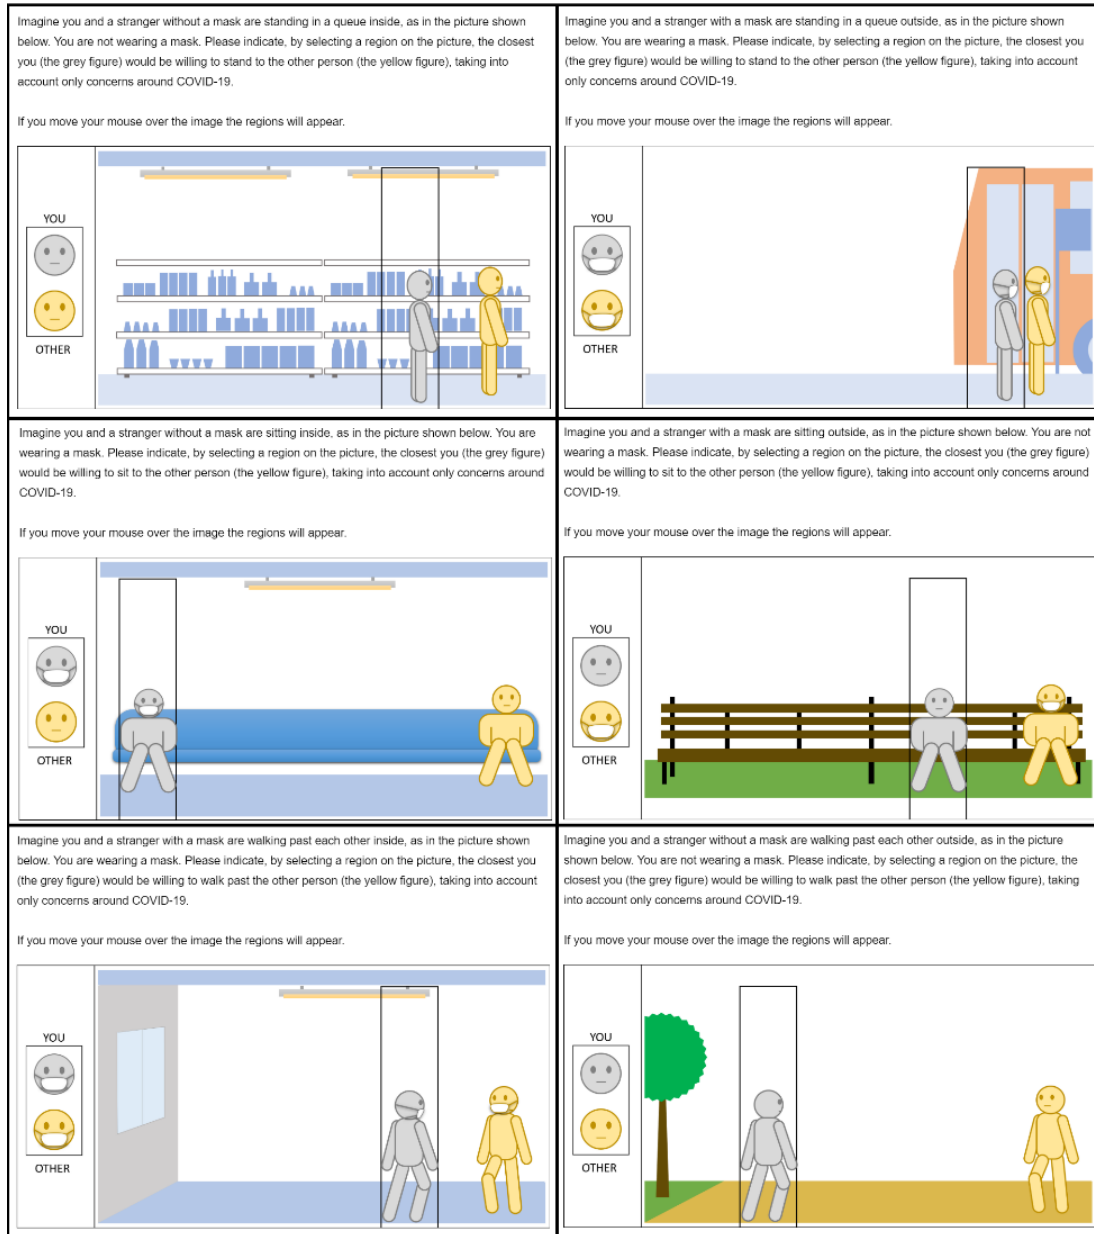 Imagine you and a stranger without a mask are standing in a queue inside, as in the picture shown
below. You are not wearing a mask. Please indicate, by selecting a region on the picture, the closest
you (the grey figure) would be willing to stand to the other person (the yellow figure), taking into
account only concerns around COVID-19.
If you move your mouse over the image the regions will appear.
YOU
OTHER
Imagine you and a stranger with a mask are standing in a queue outside, as in the picture shown
below. You are wearing a mask. Please indicate, by selecting a region on the picture, the closest you
(the grey figure) would be willing to stand to the other person (the yellow figure), taking into account
only concerns around COVID-19.
If you move your mouse over the image the regions will appear.
YOU
OTHER
Imagine you and a stranger without a mask are sitting inside, as in the picture shown below. You are
wearing a mask. Please indicate, by selecting a region on the picture, the closest you (the grey figure)
would be willing to sit to the other person (the yellow figure), taking into account only concerns around
COVID-19.
If you move your mouse over the image the regions will appear.
YOU
OTHER
Imagine you and a stranger with a mask are sitting outside, as in the picture shown below. You are not
wearing a mask. Please indicate, by selecting a region on the picture, the closest you (the grey figure)
would be willing to sit to the other person (the yellow figure), taking into account only concerns around
COVID-19.
If you move your mouse over the image the regions will appear.
YOU
OTHER
Imagine you and a stranger with a mask are walking past each other inside, as in the picture shown
below. You are wearing a mask. Please indicate, by selecting a region on the picture, the closest you
(the grey figure) would be willing to walk past the other person (the yellow figure), taking into account
only concerns around COVID-19.
If you move your mouse over the image the regions will appear.
YOU
OTHER
Imagine you and a stranger without a mask are walking past each other outside, as in the picture
shown below. You are not wearing a mask. Please indicate, by selecting a region on the picture, the
closest you (the grey figure) would be willing to walk past the other person (the yellow figure), taking
into account only concerns around COVID-19.
If you move your mouse over the image the regions will appear.
YOU
OTHER